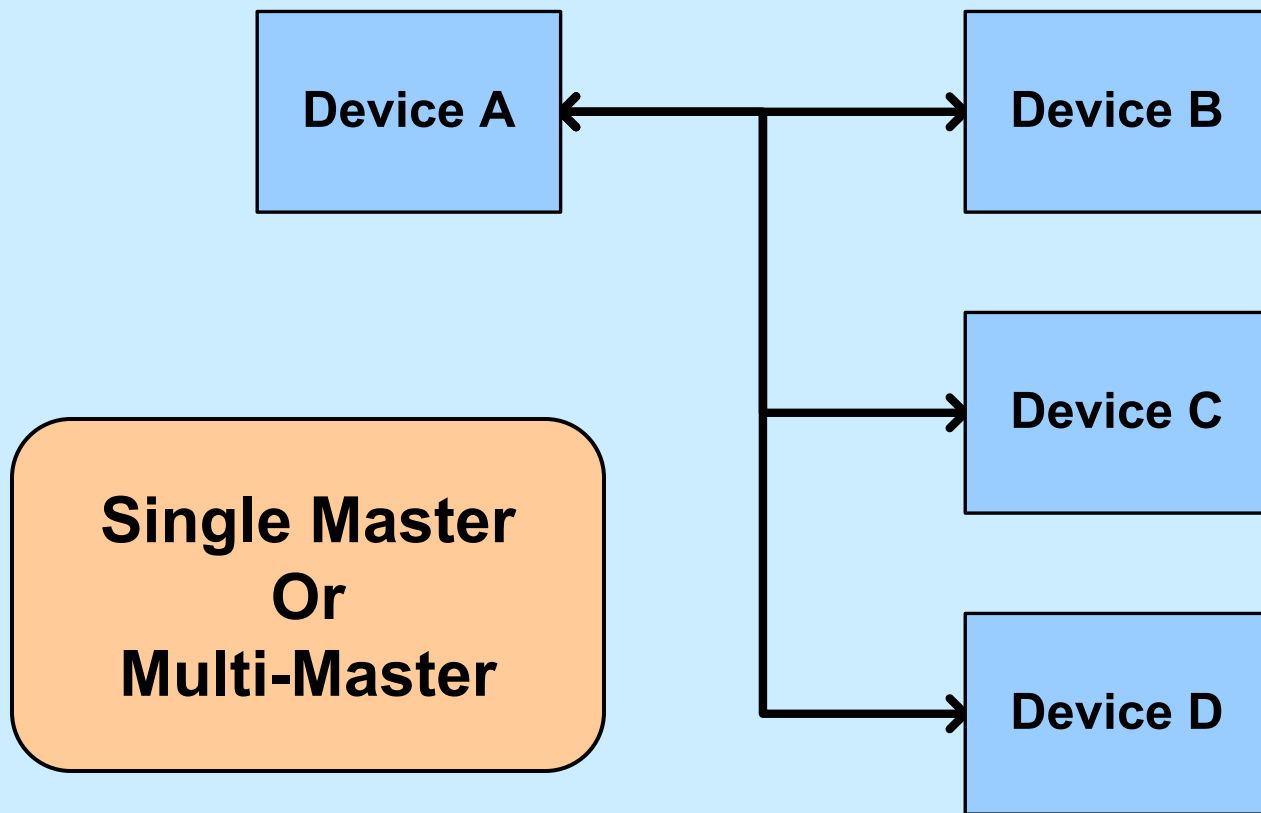 Device A
Device B
Device C
Single Master
Or
Multi-Master
Device D